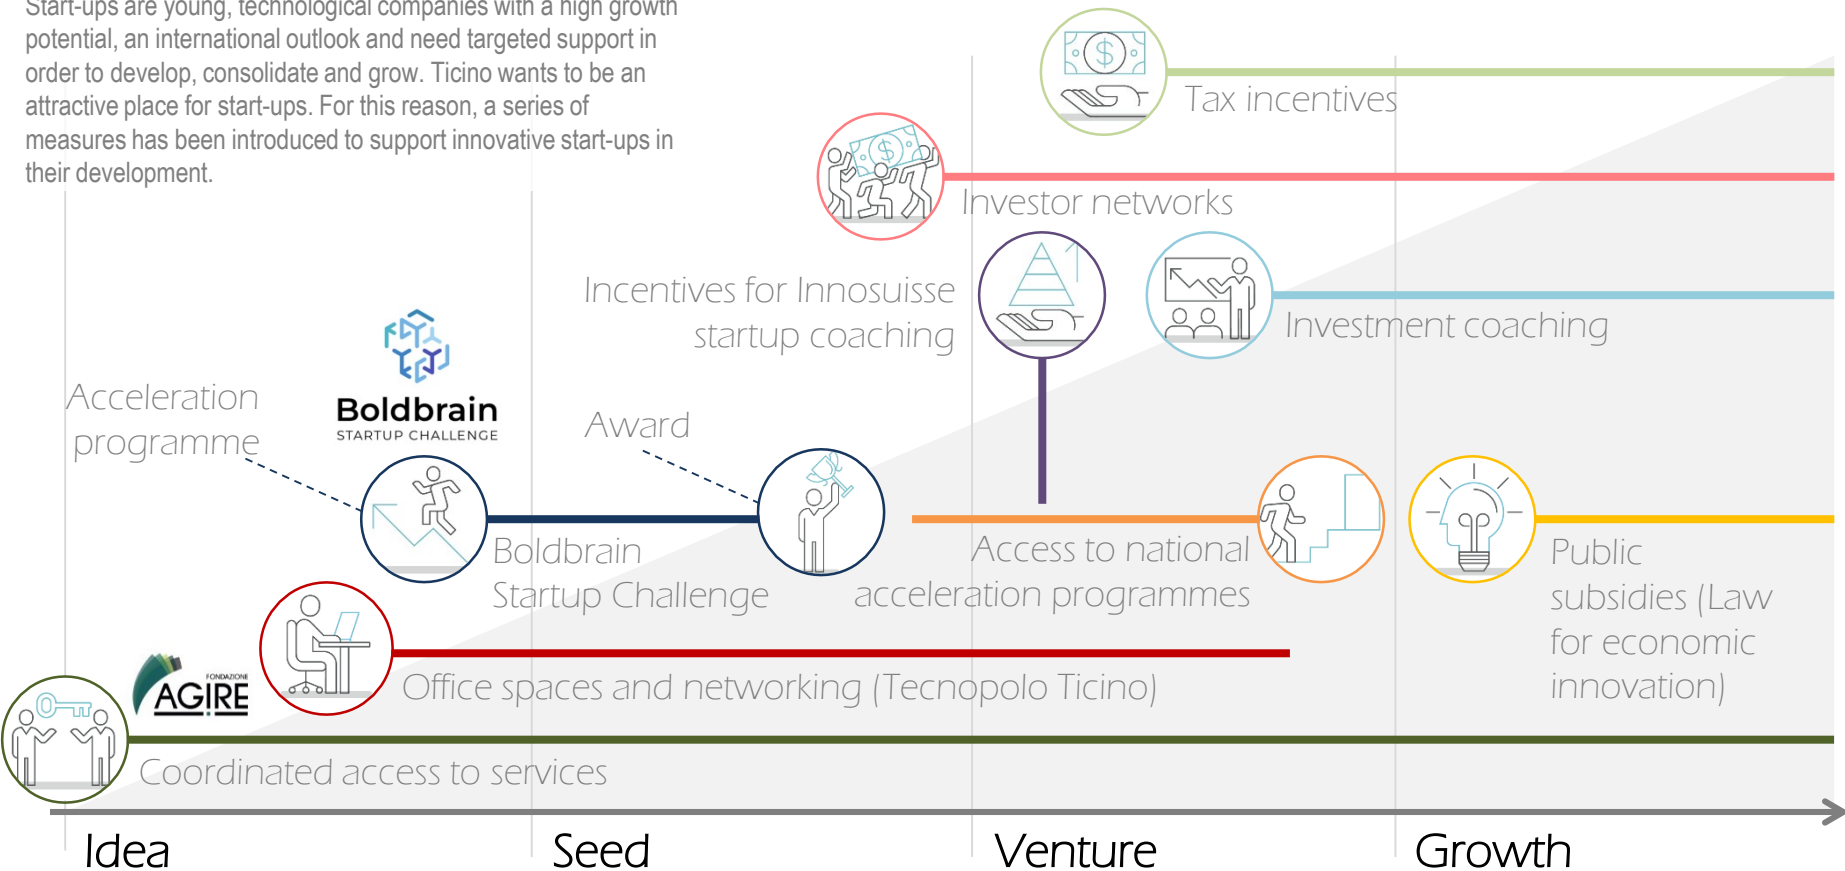 Start-ups are young, technological companies with a high growth
potential, an international outlook and need targeted support in
order to develop, consolidate and grow. Ticino wants to be an
attractive place for start-ups. For this reason, a series of
measures has been introduced to support innovative start-ups in
their development.
$
Tax incentives
$
Investor networks
Incentives for Innosuisse
startup coaching
Investment coaching
Acceleration
programme
Boldbrain
STARTUP CHALLENGE
Award
Boldbrain
Startup Challenge
Access to national
acceleration programmes
Public
subsidies (Law
for economic
innovation)
Office spaces and networking (Tecnopolo Ticino)
FONDAZIONE
AGIRE
Coordinated access to services
Idea
Seed
Venture
Growth